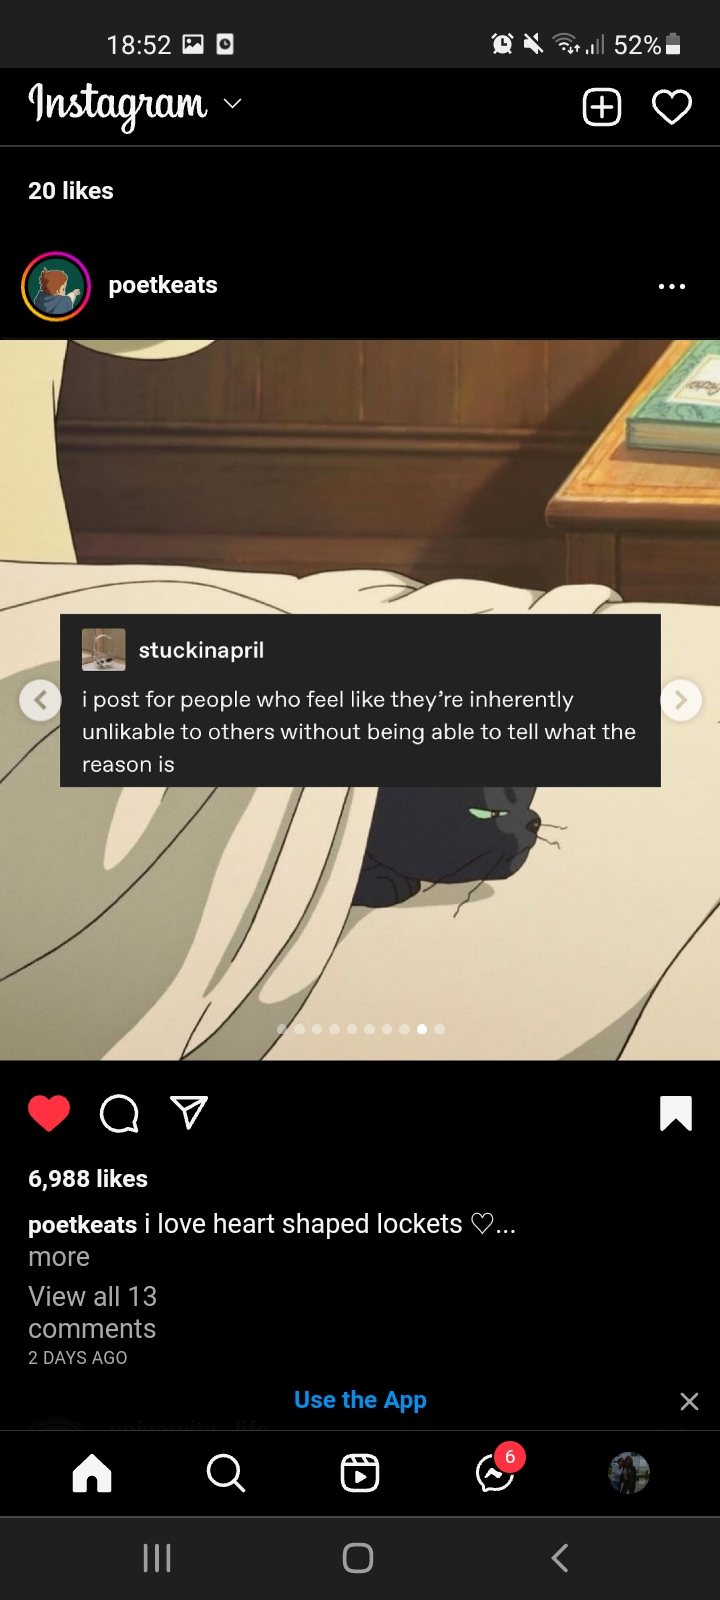 18:52 52%
Instagram
20 likes
poetkeats
stuckinapril
i post for people who feel like they’re inherently
unlikable to others without being able to tell what the
reason is
6,988 likes
poetkeats i love heart shaped lockets ♡...
more
View all 13
comments
2 DAYS AGO
Use the App
university_life
6